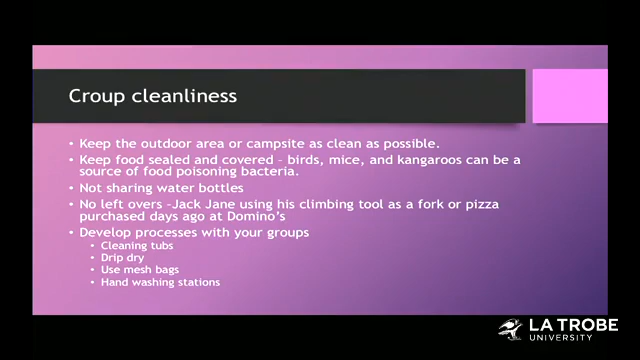 Croup cleanliness
• Keep the outdoor area or campsite as clean as possible.
• Keep food sealed and covered – birds, mice, and kangaroos can be a
source of food poisoning bacteria.
• Not sharing water bottles
• No left overs –Jack Jane using his climbing tool as a fork or pizza
purchased days ago at Domino's
• Develop processes with your groups
• Cleaning tubs
• Drip dry
• Use mesh bags
• Hand washing stations
LA TROBE
UNIVERSITY